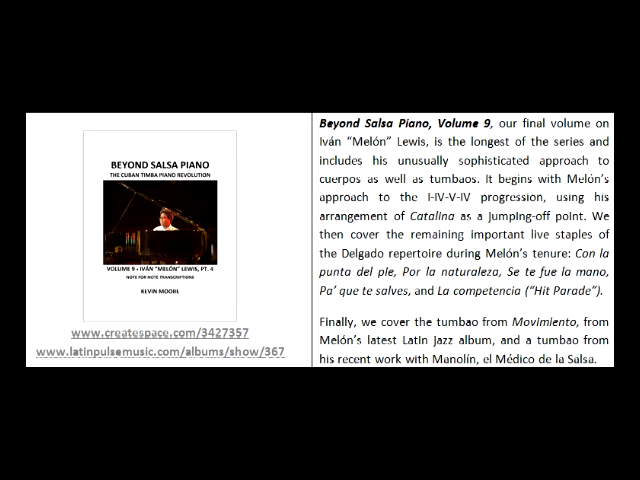 BEYOND SALSA PIANO
THE CUBAN TIMBA PIANO REVOLUTION
VOLUME 9 • IVÁN "MELÓN" LEWIS, PT. 4
NOTE FOR NOTE TRANSCRIPTIONS
KEVIN MOORE
www.createspace.com/3427357
www.latinpulsemusic.com/albums/show/367
Beyond Salsa Piano, Volume 9, our final volume on
Iván “Melón” Lewis, is the longest of the series and
includes his unusually sophisticated approach to
cuerpos as well as tumbaos. It begins with Melón’s
approach to the I-IV-V-IV progression, using his
arrangement of Catalina as a jumping-off point. We
then cover the remaining important live staples of
the Delgado repertoire during Melón’s tenure: Con la
punta del pie, Por la naturaleza, Se te fue la mano,
Pa’ que te salves, and La competencia (“Hit Parade”).
Finally, we cover the tumbao from Movimiento, from
Melón’s latest Latin Jazz album, and a tumbao from
his recent work with Manolín, el Médico de la Salsa.